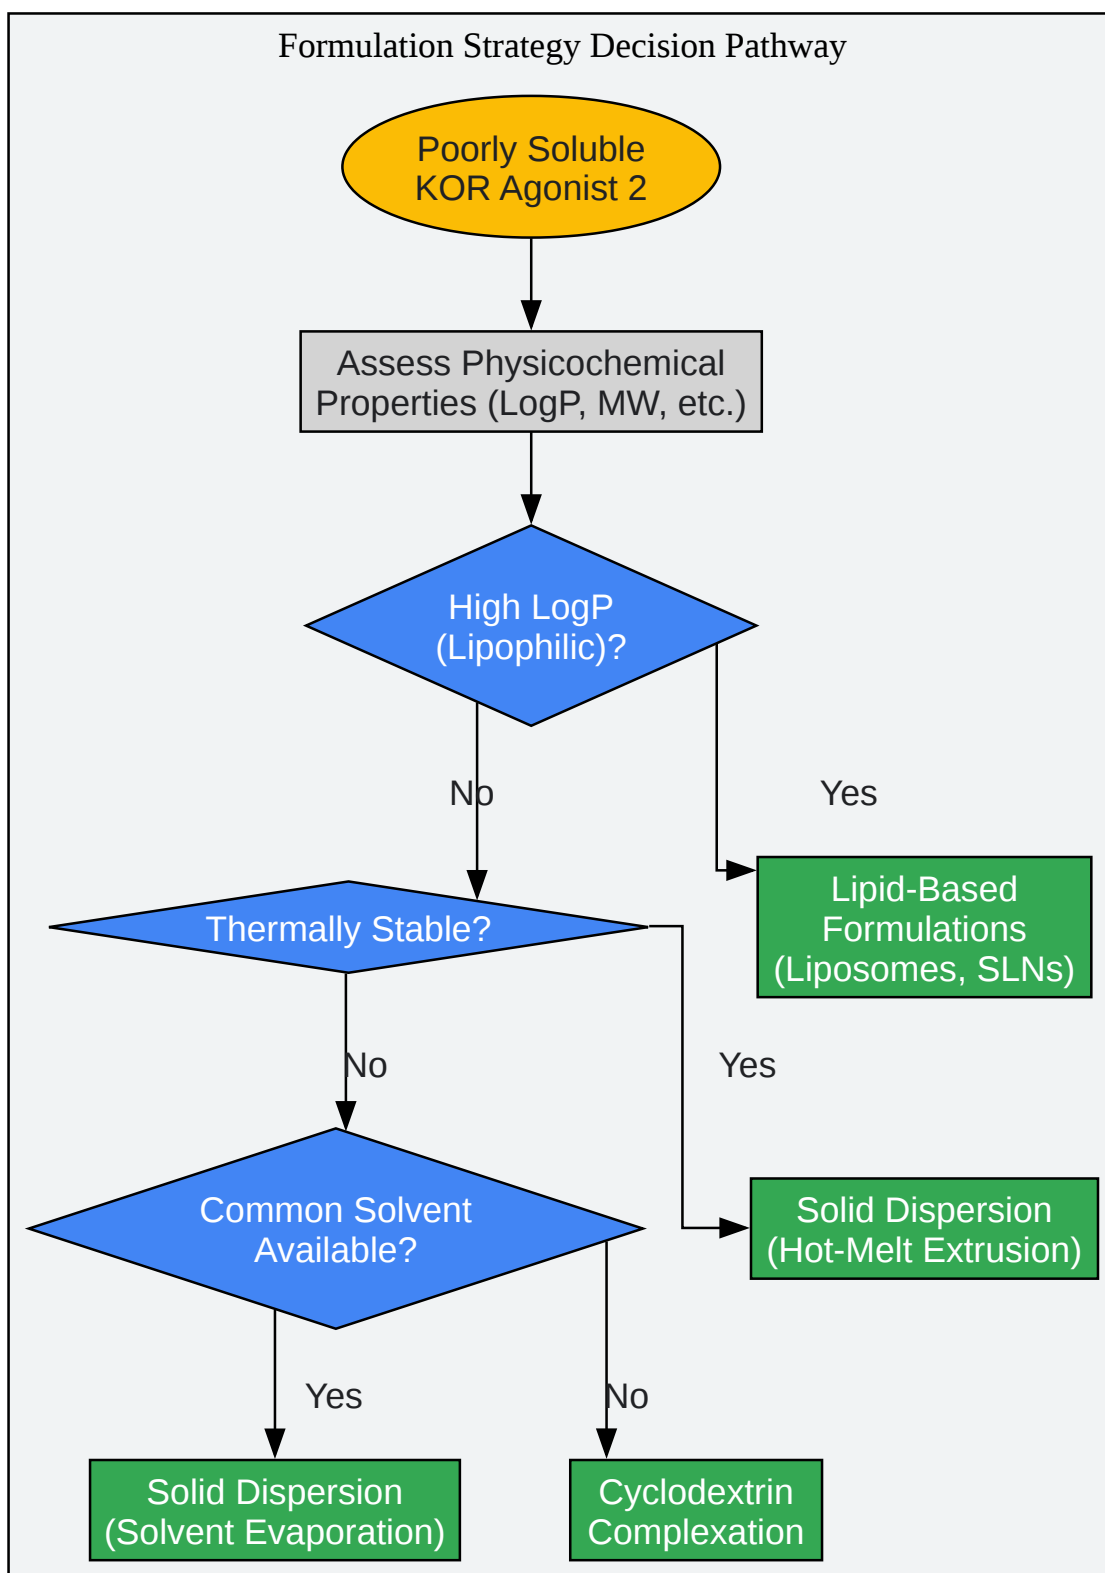 Formulation Strategy Decision Pathway
Poorly Soluble
KOR Agonist 2
Assess Physicochemical
Properties (LogP, MW, etc.)
High LogP
(Lipophilic)?
No
Yes
Lipid-Based
Formulations
(Liposomes, SLNs)
Thermally Stable?
No
Yes
Common Solvent
Available?
Solid Dispersion
(Hot-Melt Extrusion)
Yes
No
Solid Dispersion
(Solvent Evaporation)
Cyclodextrin
Complexation